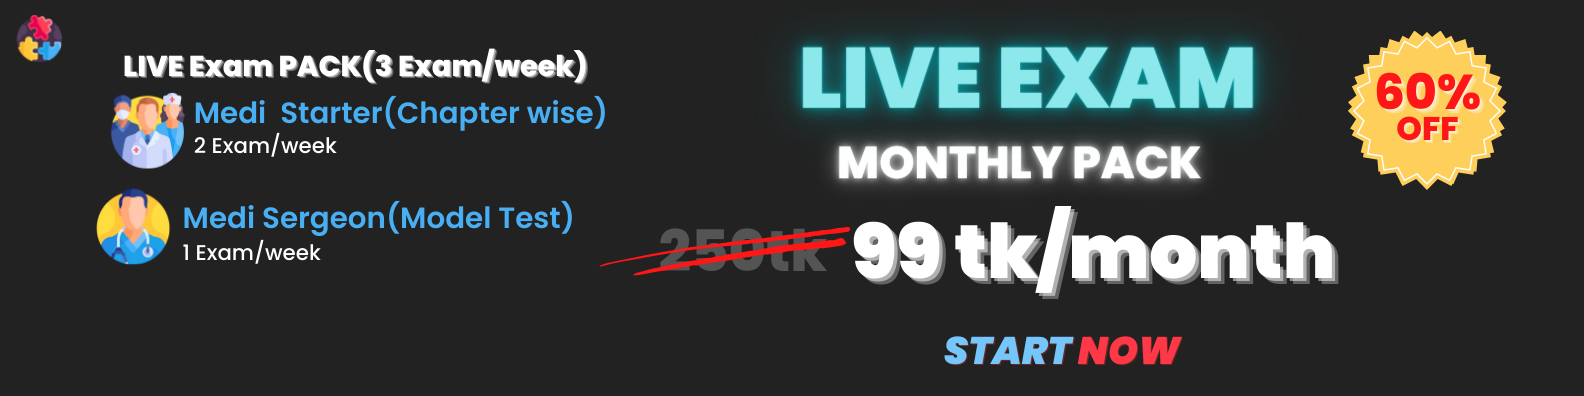 LIVE Exam PACK(3 Exam/week)
Medi Starter(Chapter wise)
2 Exam/week
Medi Sergeon(Model Test)
1 Exam/week
LIVE EXAM
MONTHLY PACK
250tk 99 tk/month
START NOW
60%
OFF